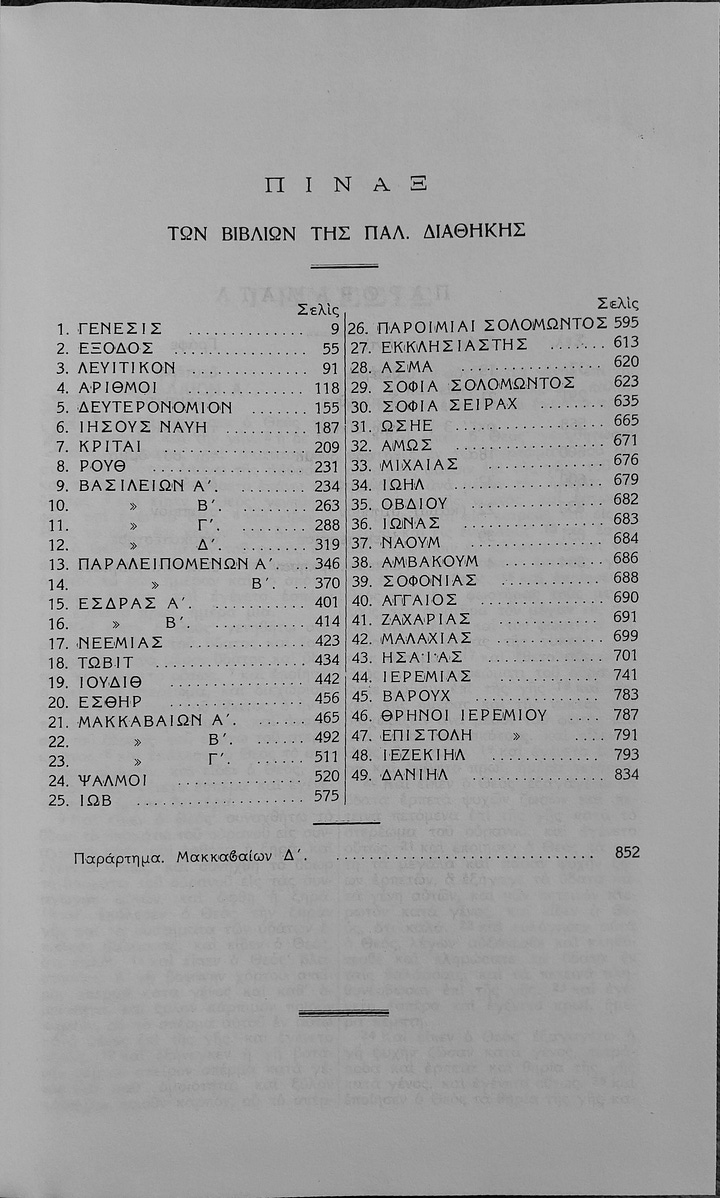 ΠΙΝΑΞ
ΤΩΝ ΒΙΒΛΙΩΝ ΤΗΣ ΠΑΛ. ΔΙΑΘΗΚΗΣ
Σελὶς
1. ΓΕΝΕΣΙΣ .............. 9
2. ΕΞΟΔΟΣ ................ 55
3. ΛΕΥΙΤΙΚΟΝ ............. 91
4. ΑΡΙΘΜΟΙ .............. 118
5. ΔΕΥΤΕΡΟΝΟΜΙΟΝ ....... 155
6. ΙΗΣΟΥΣ ΝΑΥΗ .......... 187
7. ΚΡΙΤΑΙ ................. 209
8. ΡΟΥΘ .................. 231
9. ΒΑΣΙΛΕΙΩΝ Α΄. ........ 234
10. » Β΄. ........ 263
11. » Γ΄. ........ 288
12. » Δ΄. ........ 319
13. ΠΑΡΑΛΕΙΠΟΜΕΝΩΝ Α΄. .. 346
14. » Β΄. .. 370
15. ΕΣΔΡΑΣ Α΄. ........... 401
16. » Β΄. ........... 414
17. ΝΕΕΜΙΑΣ .............. 423
18. ΤΩΒΙΤ .................. 434
19. ΙΟΥΔΙΘ ................ 442
20. ΕΣΘΗΡ ................ 456
21. ΜΑΚΚΑΒΑΙΩΝ Α΄. ...... 465
22. » Β΄. ...... 492
23. » Γ΄. ...... 511
24. ΨΑΛΜΟΙ ............... 520
25. ΙΩΒ .................... 575
Σελὶς
26. ΠΑΡΟΙΜΙΑΙ ΣΟΛΟΜΩΝΤΟΣ 595
27. ΕΚΚΛΗΣΙΑΣΤΗΣ ....... 613
28. ΑΣΜΑ ................. 620
29. ΣΟΦΙΑ ΣΟΛΟΜΩΝΤΟΣ 623
30. ΣΟΦΙΑ ΣΕΙΡΑΧ ........ 635
31. ΩΣΗΕ ................. 665
32. ΑΜΩΣ .................. 671
33. ΜΙΧΑΙΑΣ .............. 676
34. ΙΩΗΛ .................. 679
35. ΟΒΔΙΟΥ ................ 682
36. ΙΩΝΑΣ ................. 683
37. ΝΑΟΥΜ ................ 684
38. ΑΜΒΑΚΟΥΜ ............ 686
39. ΣΟΦΟΝΙΑΣ ............ 688
40. ΑΓΓΑΙΟΣ ............... 690
41. ΖΑΧΑΡΙΑΣ ............. 691
42. ΜΑΛΑΧΙΑΣ ............. 699
43. ΗΣΑ·Ι·ΑΣ .............. 701
44. ΙΕΡΕΜΙΑΣ ............. 741
45. ΒΑΡΟΥΧ ............... 783
46. ΘΡΗΝΟΙ ΙΕΡΕΜΙΟΥ .... 787
47. ΕΠΙΣΤΟΛΗ » .... 791
48. ΙΕΖΕΚΙΗΛ ............. 793
49. ΔΑΝΙΗΛ ................ 834
Παράρτημα. Μακκαβαίων Δ΄. ................................ 852